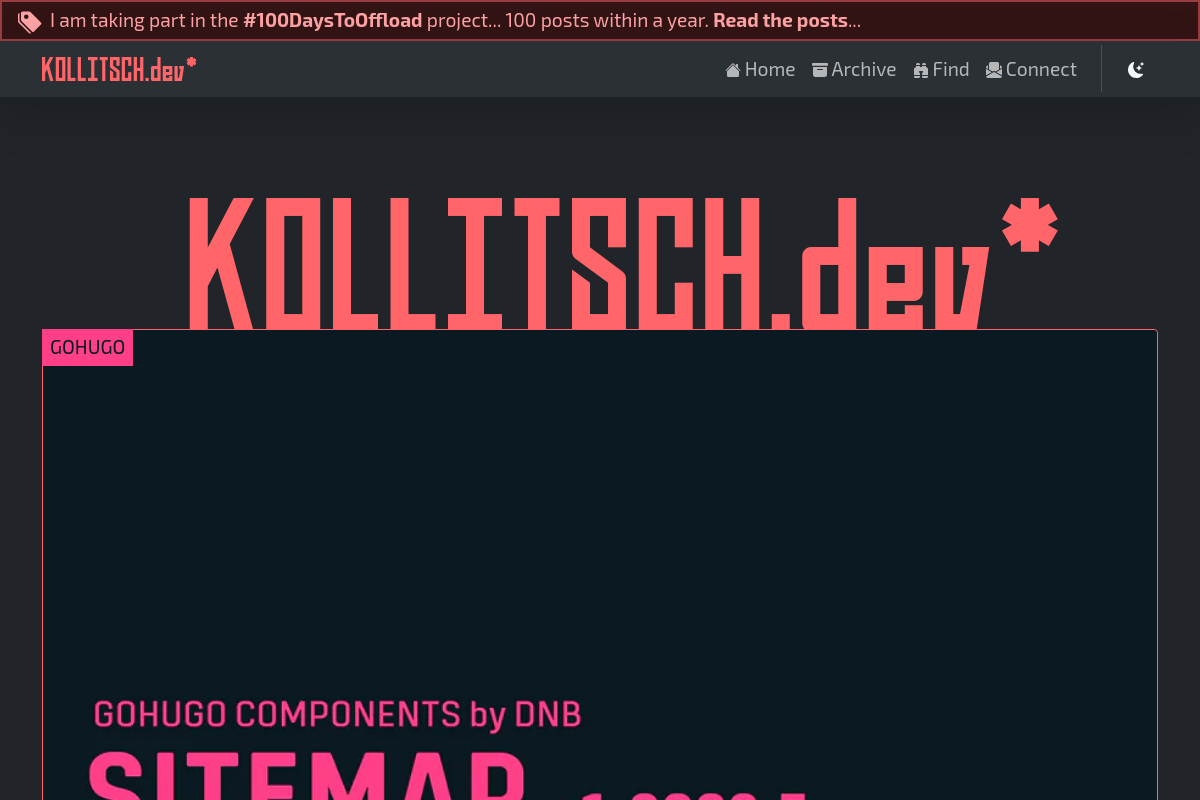 I am taking part in the #100DaysToOffload project... 100 posts within a year. Read the posts...
KOLLITSCH.dev*
Home Archive Find Connect
KOLLITSCH.dev*
GOHUGO
GOHUGO COMPONENTS by DNB
SITEMAP